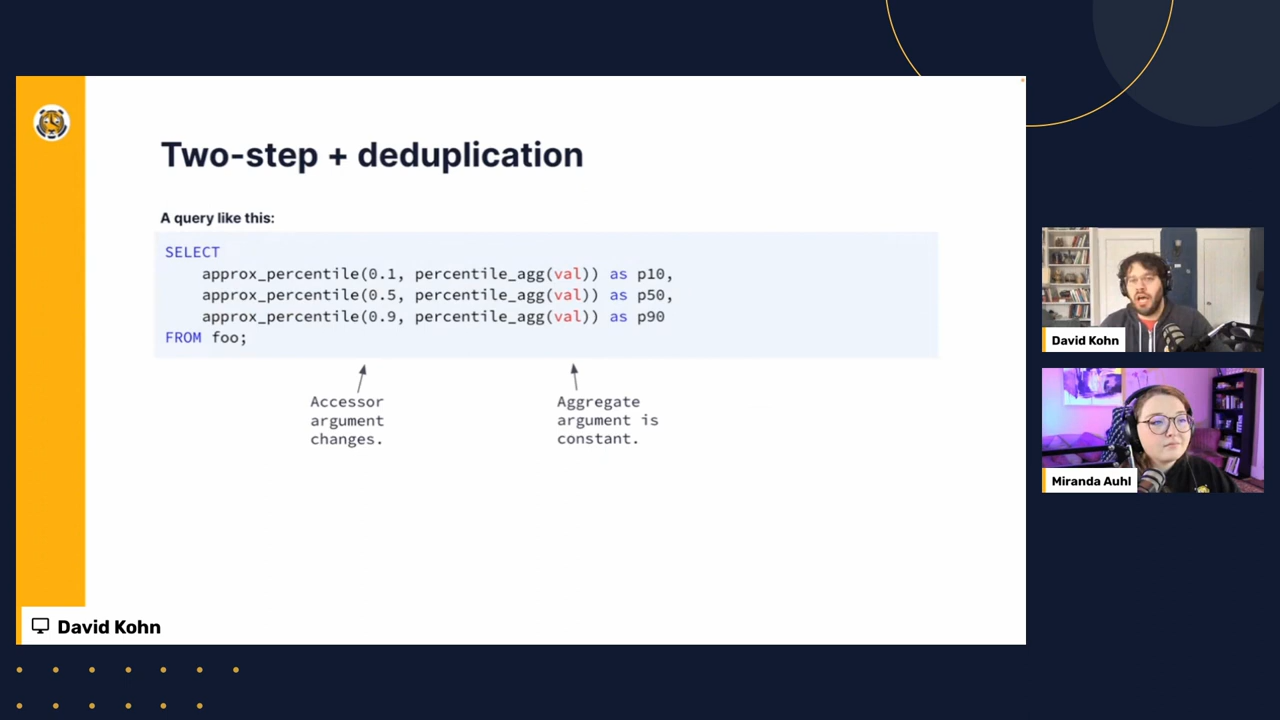 Two-step + deduplication
A query like this:
SELECT
approx_percentile(0.1, percentile_agg(val)) as p10,
approx_percentile(0.5, percentile_agg(val)) as p50,
approx_percentile(0.9, percentile_agg(val)) as p90
FROM foo;
Accessor
argument
changes.
Aggregate
argument is
constant.
David Kohn
David Kohn
Miranda Auhl